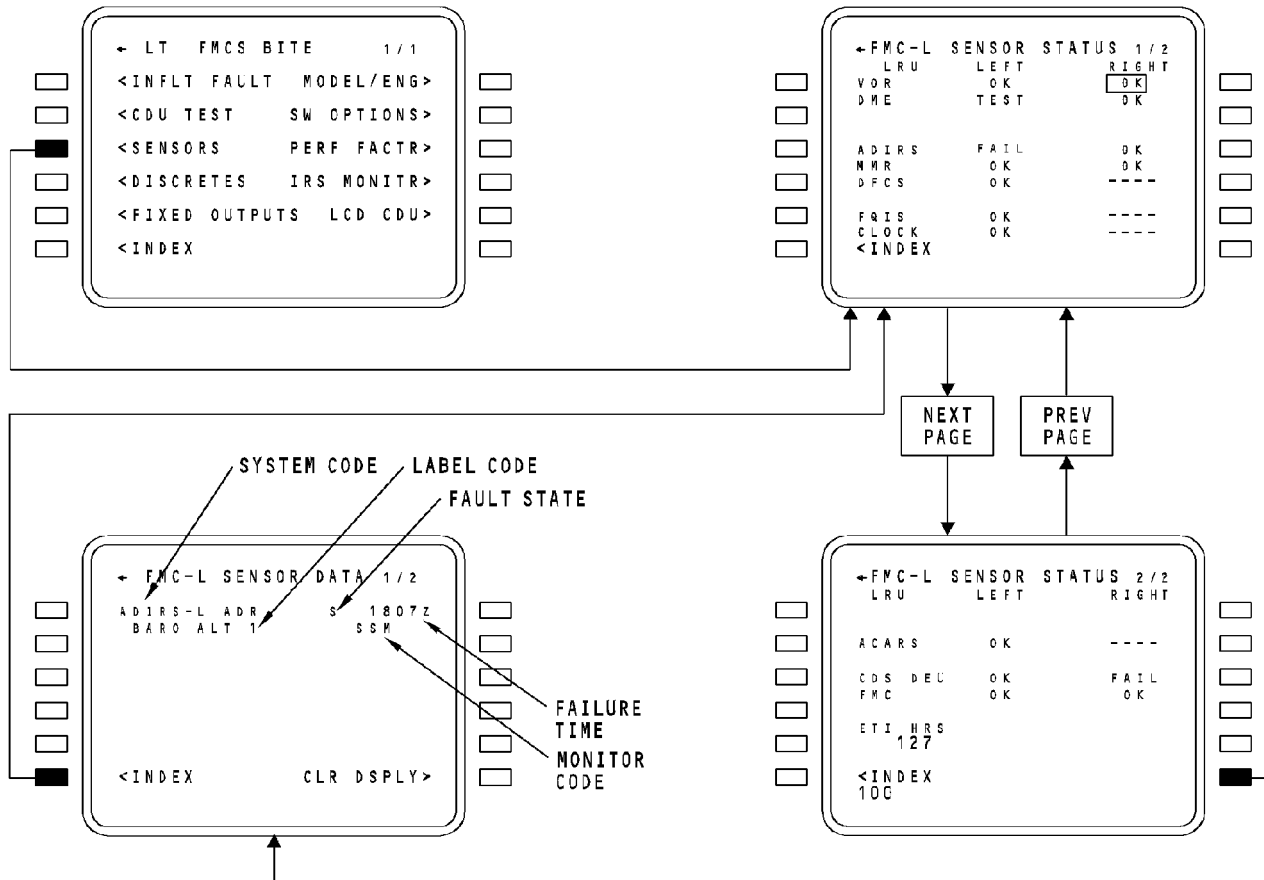 ← LT FMCS BITE 1/1
<INFLT FAULT MODEL/ENG>
<CDU TEST SW OPTIONS>
<SENSORS PERF FACTR>
<DISCRETES IRS MONITR>
<FIXED OUTPUTS LCD CDU>
<INDEX
←FMC-L SENSOR STATUS 1/2
LRU LEFT RIGHT
VOR OK OK
DME TEST OK
ADIRS FAIL OK
MMR OK OK
DFCS OK ----
FQIS OK ----
CLOCK OK ----
<INDEX
NEXT PAGE
PREV PAGE
SYSTEM CODE
LABEL CODE
FAULT STATE
← FMC-L SENSOR DATA 1/2
ADIRS-L ADR S 1807Z
BARO ALT 1 SSM
<INDEX CLR DSPLY>
FAILURE
TIME
MONITOR
CODE
←FMC-L SENSOR STATUS 2/2
LRU LEFT RIGHT
ACARS OK ----
CDS DEU OK FAIL
FMC OK OK
ETI HRS
127
<INDEX
10G